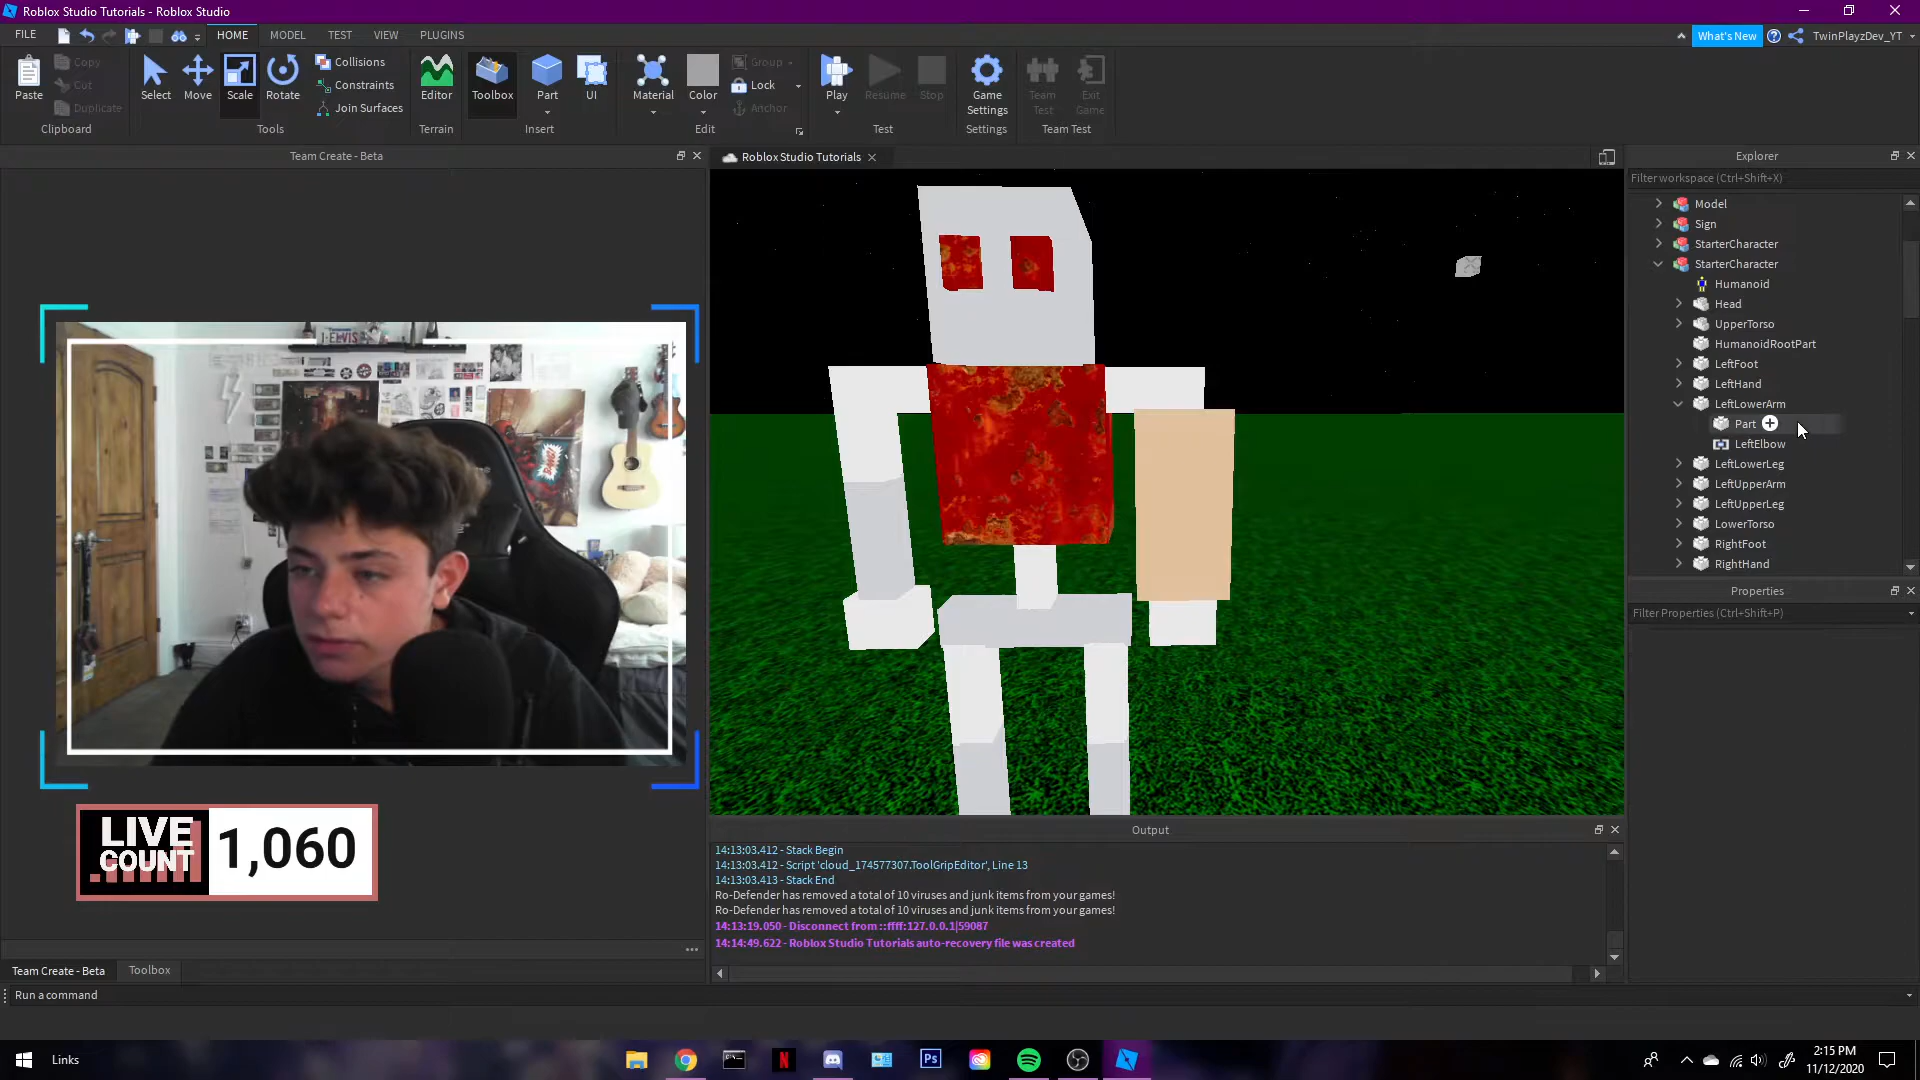 Roblox Studio Tutorials - Roblox Studio
FILE
HOME
MODEL
TEST
VIEW
PLUGINS
What's New
TwinPlayzDev_YT
Paste
Copy
Cut
Duplicate
Clipboard
Select
Move
Scale
Rotate
Collisions
Constraints
Join Surfaces
Tools
Editor
Terrain
Toolbox
Part
UI
Insert
Material
Color
Group
Lock
Anchor
Edit
Play
Resume
Stop
Test
Game
Settings
Settings
Team
Test
Exit
Game
Team Test
Team Create - Beta
Roblox Studio Tutorials
Explorer
Filter workspace (Ctrl+Shift+X)
Model
Sign
StarterCharacter
StarterCharacter
Humanoid
Head
UpperTorso
HumanoidRootPart
LeftFoot
LeftHand
LeftLowerArm
Part
LeftElbow
LeftLowerLeg
LeftUpperArm
LeftUpperLeg
LowerTorso
RightFoot
RightHand
Properties
Filter Properties (Ctrl+Shift+P)
LIVE
COUNT
1,060
Output
14:13:03.412 - Stack Begin
14:13:03.412 - Script 'cloud_174577307.ToolGripEditor', Line 13
14:13:03.413 - Stack End
Ro-Defender has removed a total of 10 viruses and junk items from your games!
Ro-Defender has removed a total of 10 viruses and junk items from your games!
14:13:19.050 - Disconnect from ::ffff:127.0.0.1|59087
14:14:49.622 - Roblox Studio Tutorials auto-recovery file was created
Team Create - Beta
Toolbox
Run a command
Links
Ps
2:15 PM
11/12/2020